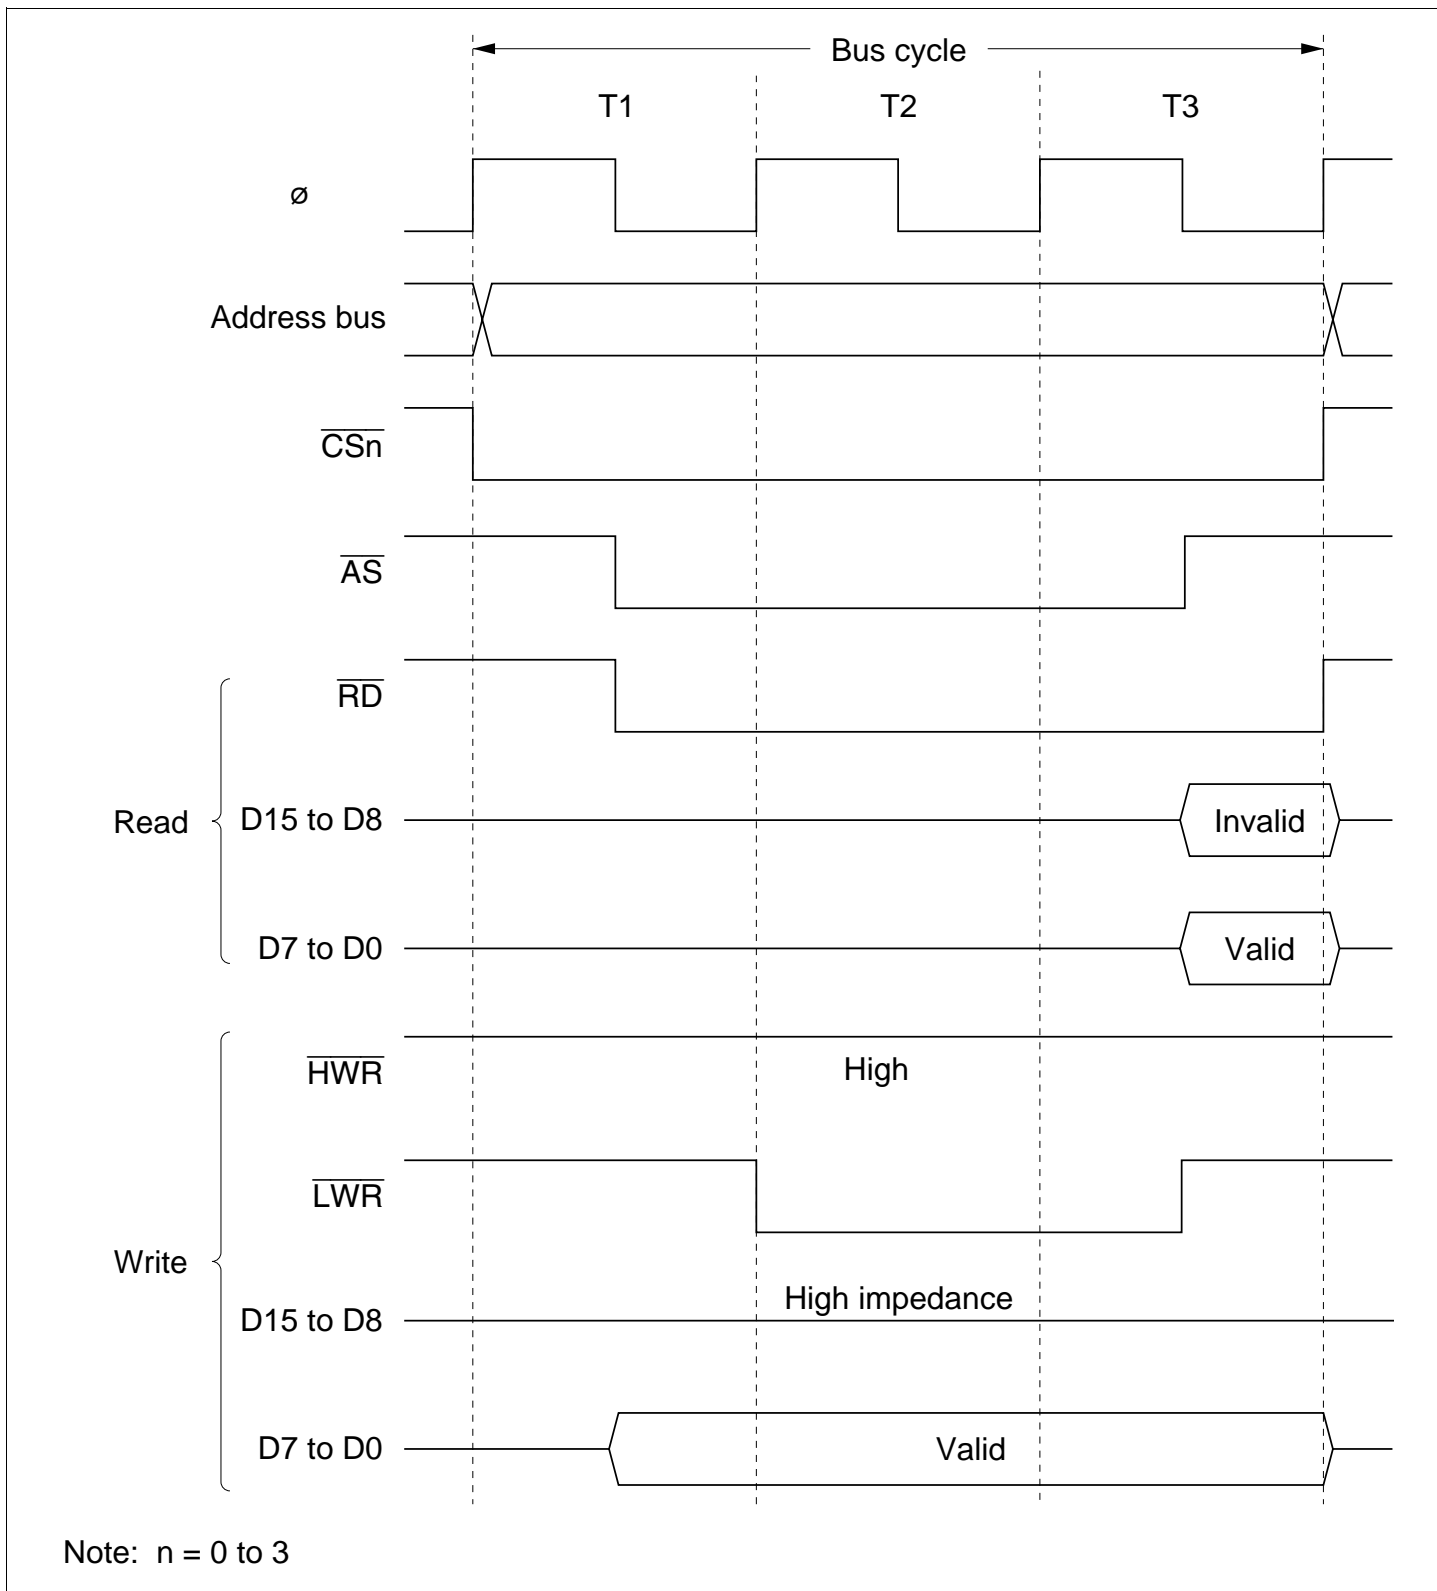 Bus cycle
T1 T2 T3
ø
Address bus
CSn
AS
RD
Read
D15 to D8 Invalid
D7 to D0 Valid
HWR High
LWR
Write
High impedance
D15 to D8
D7 to D0 Valid
Note: n = 0 to 3